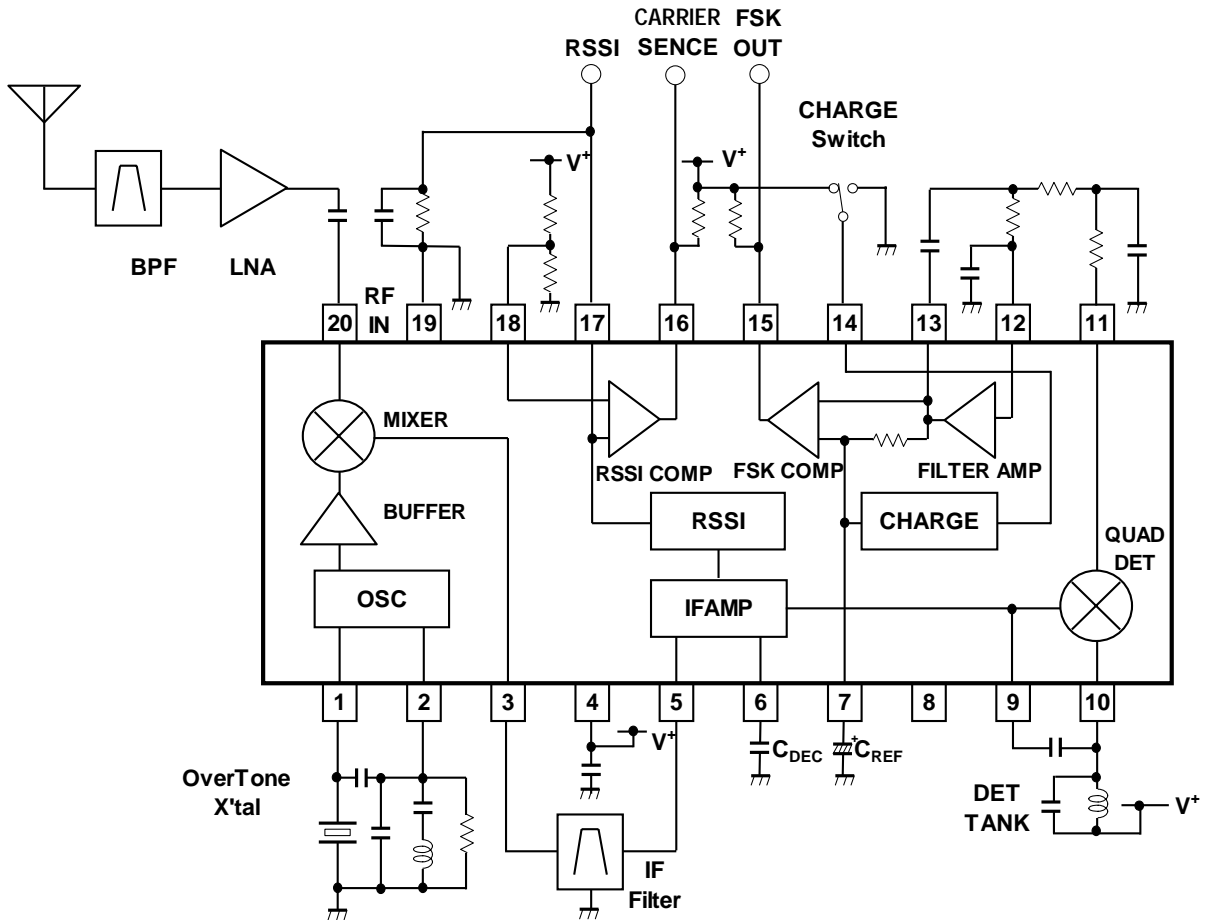 CARRIER FSK
RSSI SENCE OUT
CHARGE
Switch
V+
V+
BPF LNA
RF
IN
20 19 18 17 16 15 14 13 12 11
MIXER
RSSI COMP FSK COMP FILTER AMP
BUFFER
RSSI CHARGE
QUAD
DET
OSC IFAMP
1 2 3 4 5 6 7 8 9 10
V+
CDEC
+CREF
OverTone
X'tal
DET
TANK
V+
IF
Filter